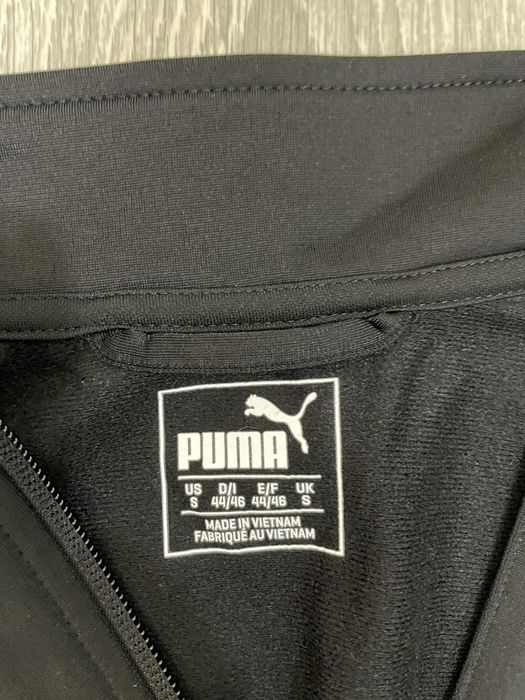 PUMA
US D/I E/F UK
S 44/46 44/46 S
MADE IN VIETNAM
FABRIQUÉ AU VIETNAM